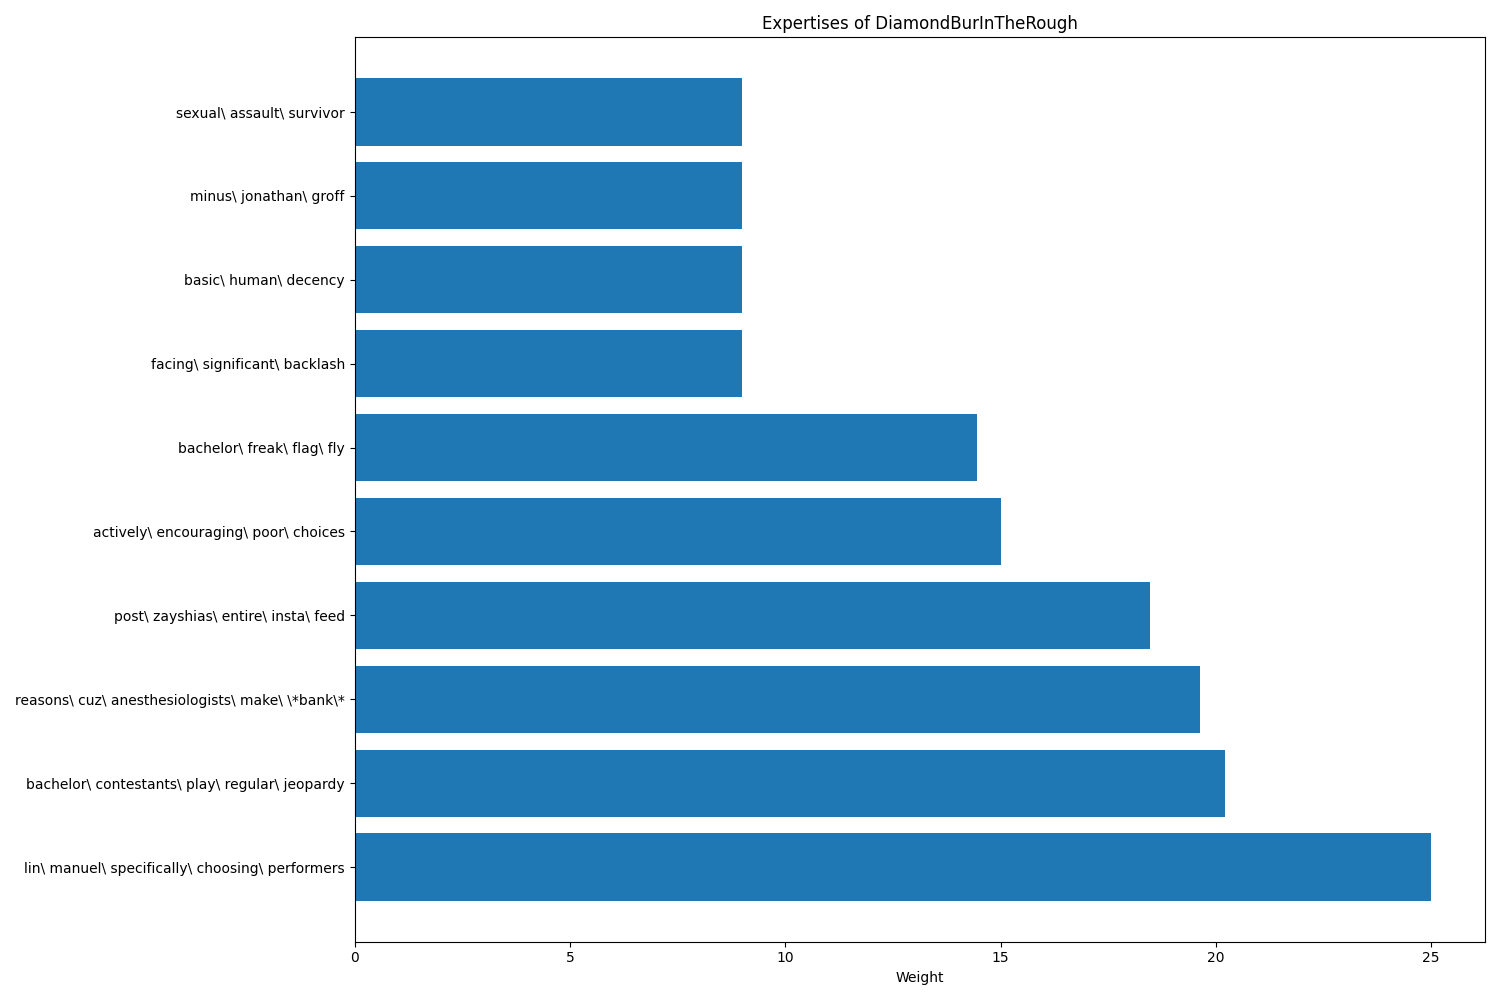 Expertises of DiamondBurInTheRough
sexual\ assault\ survivor
minus\ jonathan\ groff
basic\ human\ decency
facing\ significant\ backlash
bachelor\ freak\ flag\ fly
actively\ encouraging\ poor\ choices
post\ zayshias\ entire\ insta\ feed
reasons\ cuz\ anesthesiologists\ make\ \*bank\*
bachelor\ contestants\ play\ regular\ jeopardy
lin\ manuel\ specifically\ choosing\ performers
0 5 10 15 20 25
Weight